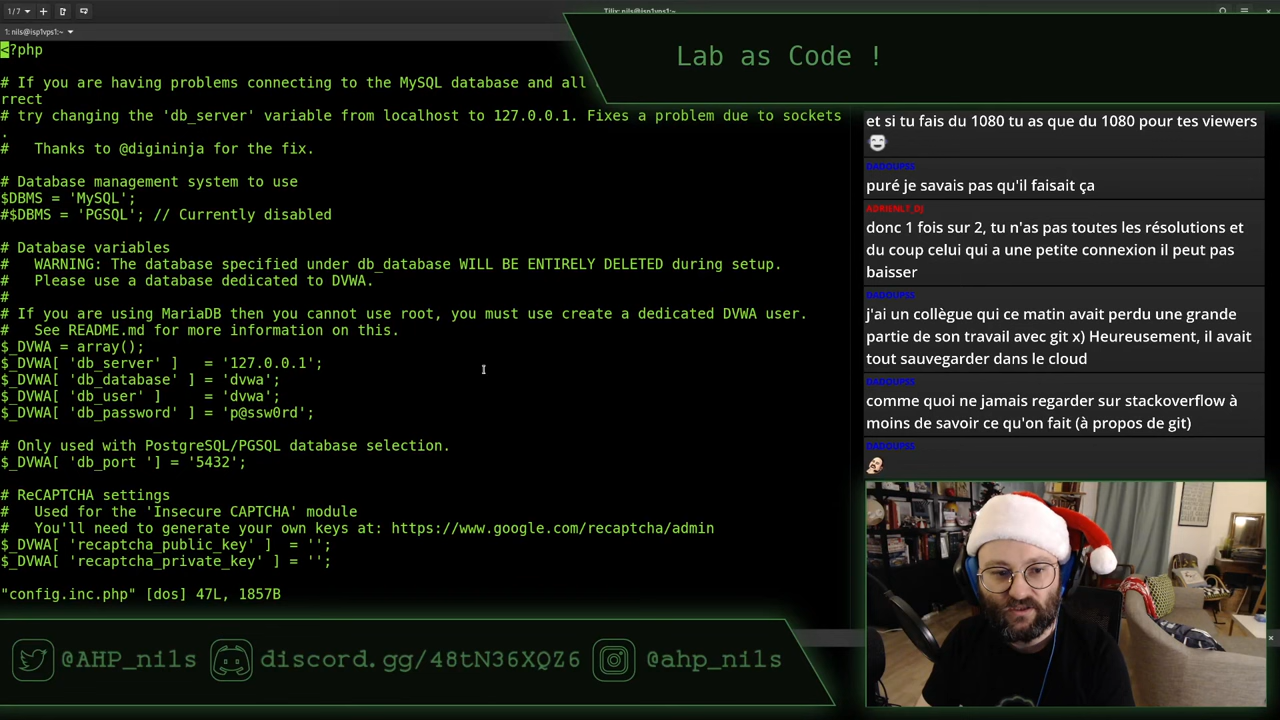 1/7
Tilix: nils@isp1vps1:~
1: nils@isp1vps1:~
Lab as Code !
<?php
# If you are having problems connecting to the MySQL database and all
rrect
# try changing the 'db_server' variable from localhost to 127.0.0.1. Fixes a problem due to sockets
.
#   Thanks to @digininja for the fix.
# Database management system to use
$DBMS = 'MySQL';
#$DBMS = 'PGSQL'; // Currently disabled
# Database variables
#   WARNING: The database specified under db_database WILL BE ENTIRELY DELETED during setup.
#   Please use a database dedicated to DVWA.
#
# If you are using MariaDB then you cannot use root, you must use create a dedicated DVWA user.
#   See README.md for more information on this.
$_DVWA = array();
$_DVWA[ 'db_server' ]   = '127.0.0.1';
$_DVWA[ 'db_database' ] = 'dvwa';
$_DVWA[ 'db_user' ]     = 'dvwa';
$_DVWA[ 'db_password' ] = 'p@ssw0rd';
# Only used with PostgreSQL/PGSQL database selection.
$_DVWA[ 'db_port '] = '5432';
# ReCAPTCHA settings
#   Used for the 'Insecure CAPTCHA' module
#   You'll need to generate your own keys at: https://www.google.com/recaptcha/admin
$_DVWA[ 'recaptcha_public_key' ]  = '';
$_DVWA[ 'recaptcha_private_key' ] = '';
"config.inc.php" [dos] 47L, 1857B
et si tu fais du 1080 tu as que du 1080 pour tes viewers
DADOUPSS
puré je savais pas qu'il faisait ça
ADRIENLT_DJ
donc 1 fois sur 2, tu n'as pas toutes les résolutions et
du coup celui qui a une petite connexion il peut pas
baisser
DADOUPSS
j'ai un collègue qui ce matin avait perdu une grande
partie de son travail avec git x) Heureusement, il avait
tout sauvegarder dans le cloud
DADOUPSS
comme quoi ne jamais regarder sur stackoverflow à
moins de savoir ce qu'on fait (à propos de git)
DADOUPSS
@AHP_nils
discord.gg/48tN36XQZ6
@ahp_nils